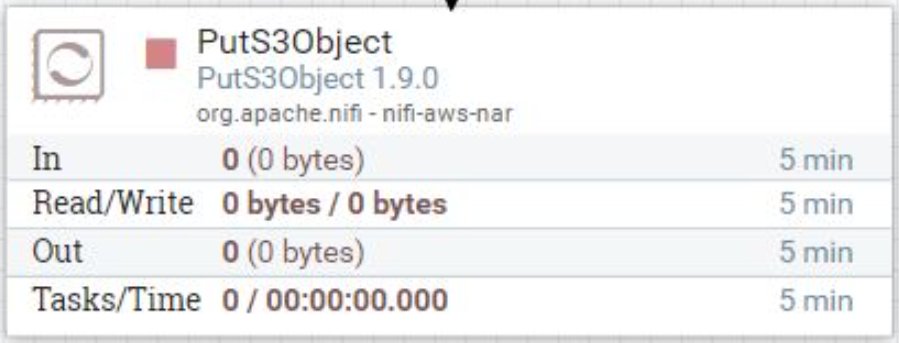 PutS3Object
PutS3Object 1.9.0
org.apache.nifi - nifi-aws-nar
In 0 (0 bytes) 5 min
Read/Write 0 bytes / 0 bytes 5 min
Out 0 (0 bytes) 5 min
Tasks/Time 0 / 00:00:00.000 5 min